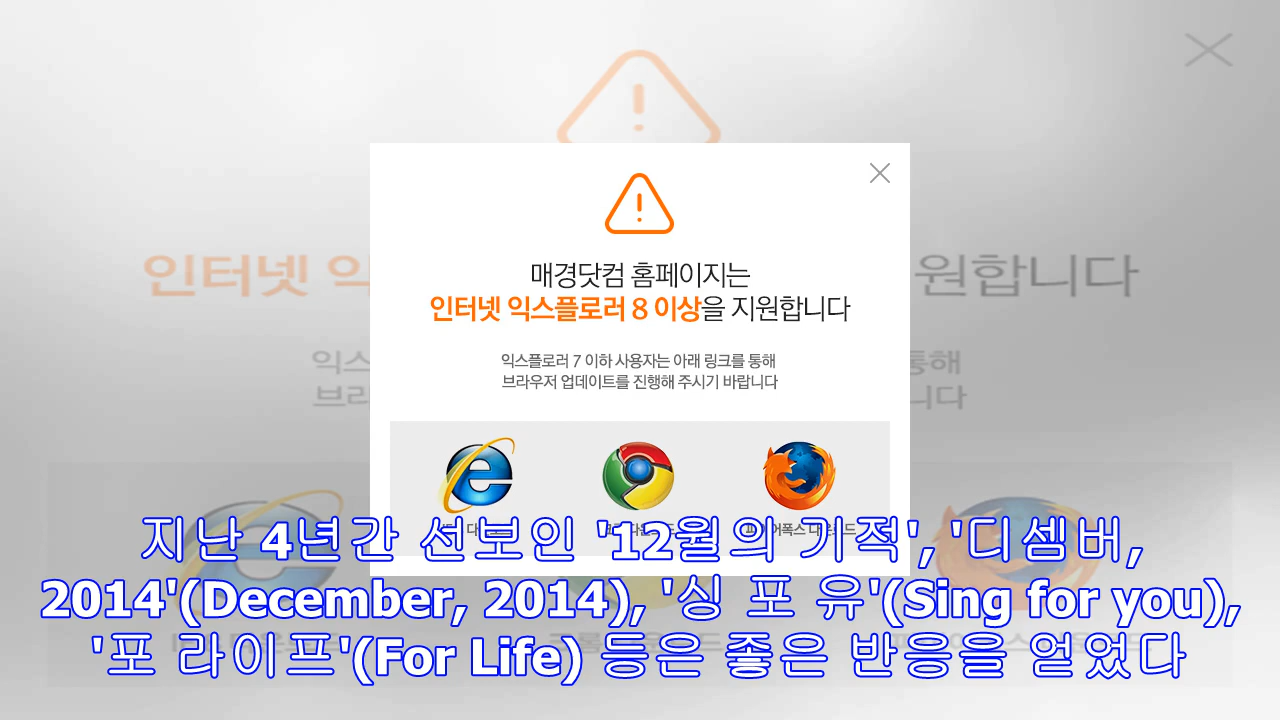 매경닷컴 홈페이지는
인터넷 익스플로러 8 이상을 지원합니다
익스플로러 7 이하 사용자는 아래 링크를 통해
브라우저 업데이트를 진행해 주시기 바랍니다
지난 4년간 선보인 '12월의 기적', '디셈버,
2014'(December, 2014), '싱 포 유'(Sing for you),
'포 라이프'(For Life) 등은 좋은 반응을 얻었다